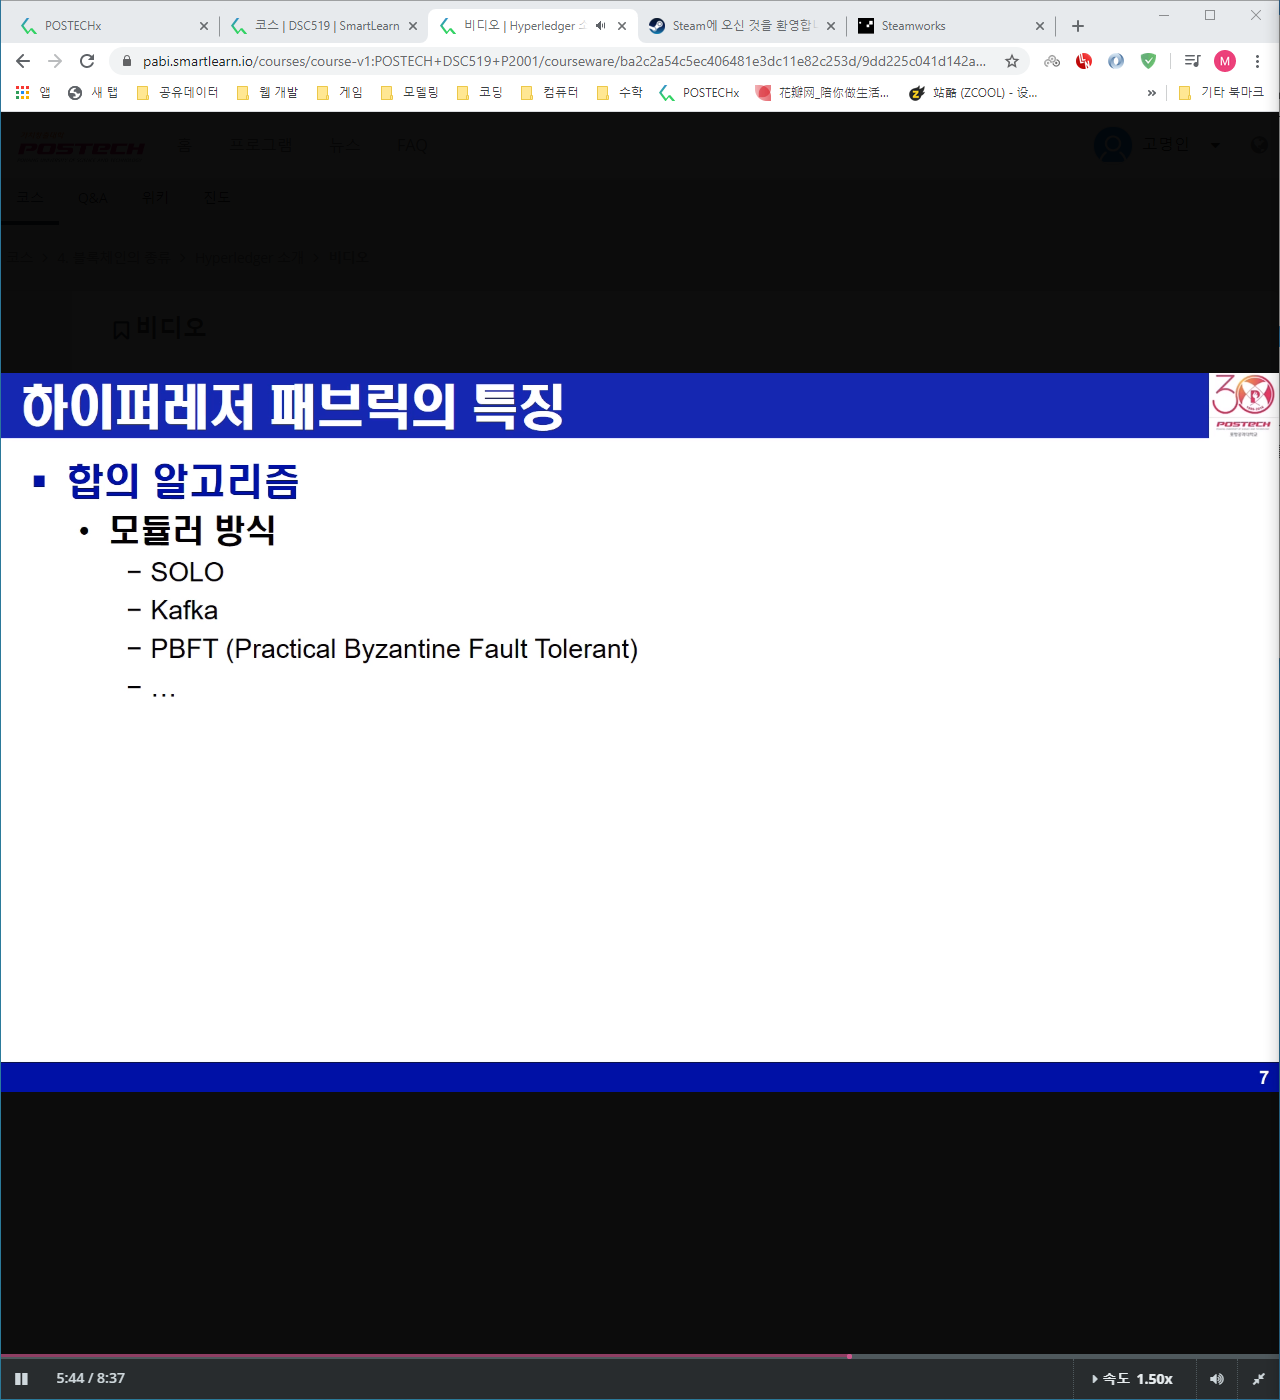 POSTECHx
코스 | DSC519 | SmartLearn
비디오 | Hyperledger
Steam에 오신 것을 환영합
Steamworks
pabi.smartlearn.io/courses/course-v1:POSTECH+DSC519+P2001/courseware/ba2c2a54c5ec406481e3dc11e82c253d/9dd225c041d142a...
M
앱 새 탭 공유데이터 웹 개발 게임 모델링 코딩 컴퓨터 수학 POSTECHx 花瓣网_陪你做生活... 站酷 (ZCOOL) - 设... » 기타 북마크
POSTECH 홈 프로그램 뉴스 FAQ 고영인
코스 Q&A 위키 진도
비디오
하이퍼레저 패브릭의 특징
30
POSTECH
■ 합의 알고리즘
• 모듈러 방식
– SOLO
– Kafka
– PBFT (Practical Byzantine Fault Tolerant)
– …
7
5:44 / 8:37
속도 1.50x